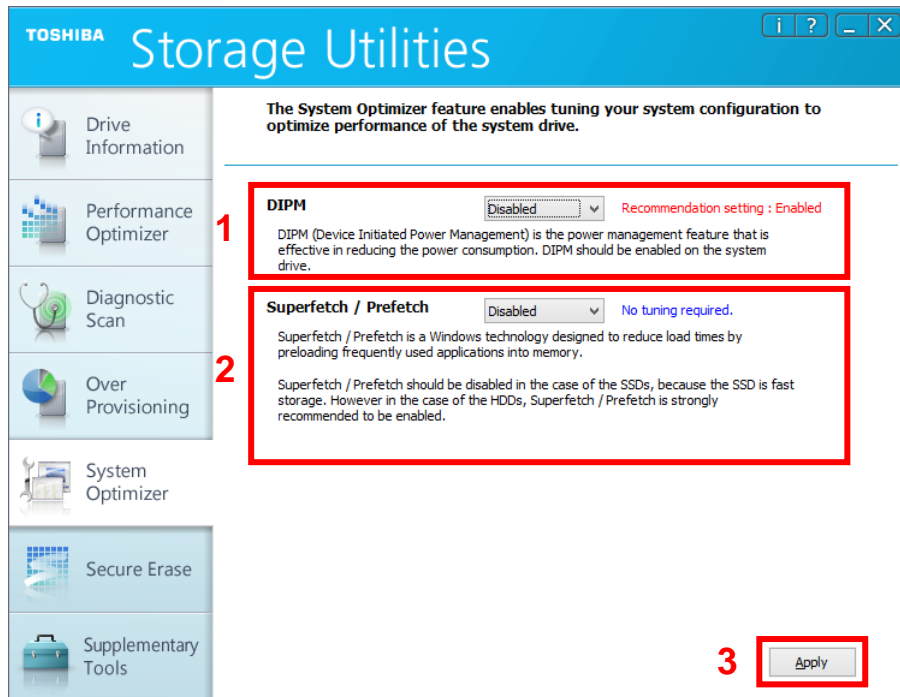 TOSHIBA
Storage Utilities
i ? _ X
Drive
Information
Performance
Optimizer
Diagnostic
Scan
Over
Provisioning
System
Optimizer
Secure Erase
Supplementary
Tools
The System Optimizer feature enables tuning your system configuration to
optimize performance of the system drive.
1
DIPM Disabled Recommendation setting : Enabled
DIPM (Device Initiated Power Management) is the power management feature that is
effective in reducing the power consumption. DIPM should be enabled on the system
drive.
2
Superfetch / Prefetch Disabled No tuning required.
Superfetch / Prefetch is a Windows technology designed to reduce load times by
preloading frequently used applications into memory.
Superfetch / Prefetch should be disabled in the case of the SSDs, because the SSD is fast
storage. However in the case of the HDDs, Superfetch / Prefetch is strongly
recommended to be enabled.
3 Apply